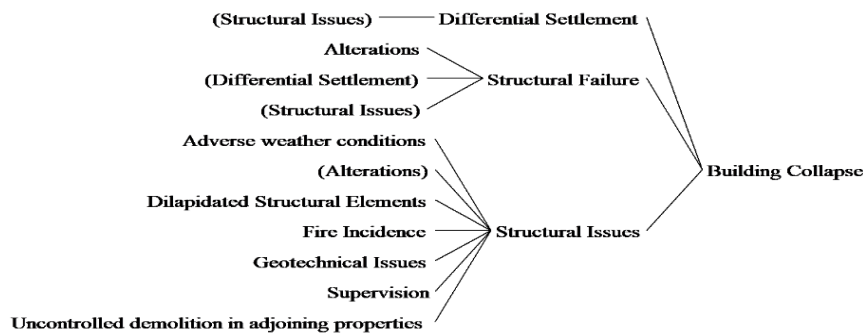 (Structural Issues)
Differential Settlement
Alterations
(Differential Settlement)
Structural Failure
(Structural Issues)
Adverse weather conditions
(Alterations)
Building Collapse
Dilapidated Structural Elements
Fire Incidence
Structural Issues
Geotechnical Issues
Supervision
Uncontrolled demolition in adjoining properties